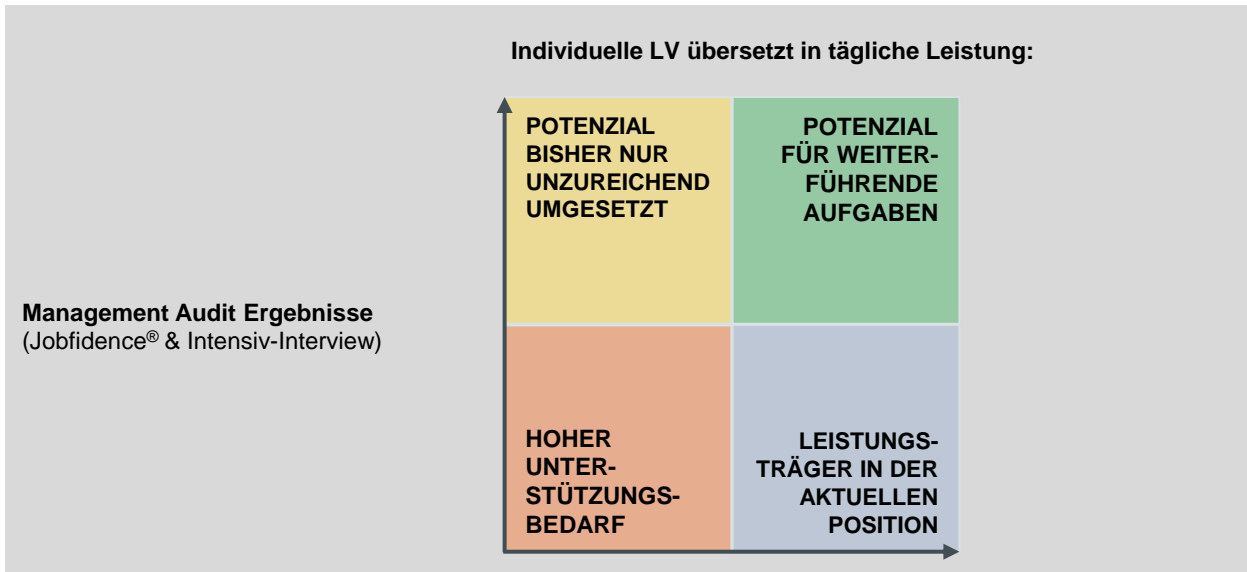 Individuelle LV übersetzt in tägliche Leistung:
POTENZIAL
BISHER NUR
UNZUREICHEND
UMGESETZT
POTENZIAL
FÜR WEITER-
FÜHRENDE
AUFGABEN
Management Audit Ergebnisse
(Jobfidence® & Intensiv-Interview)
HOHER
UNTER-
STÜTZUNGS-
BEDARF
LEISTUNGS-
TRÄGER IN DER
AKTUELLEN
POSITION